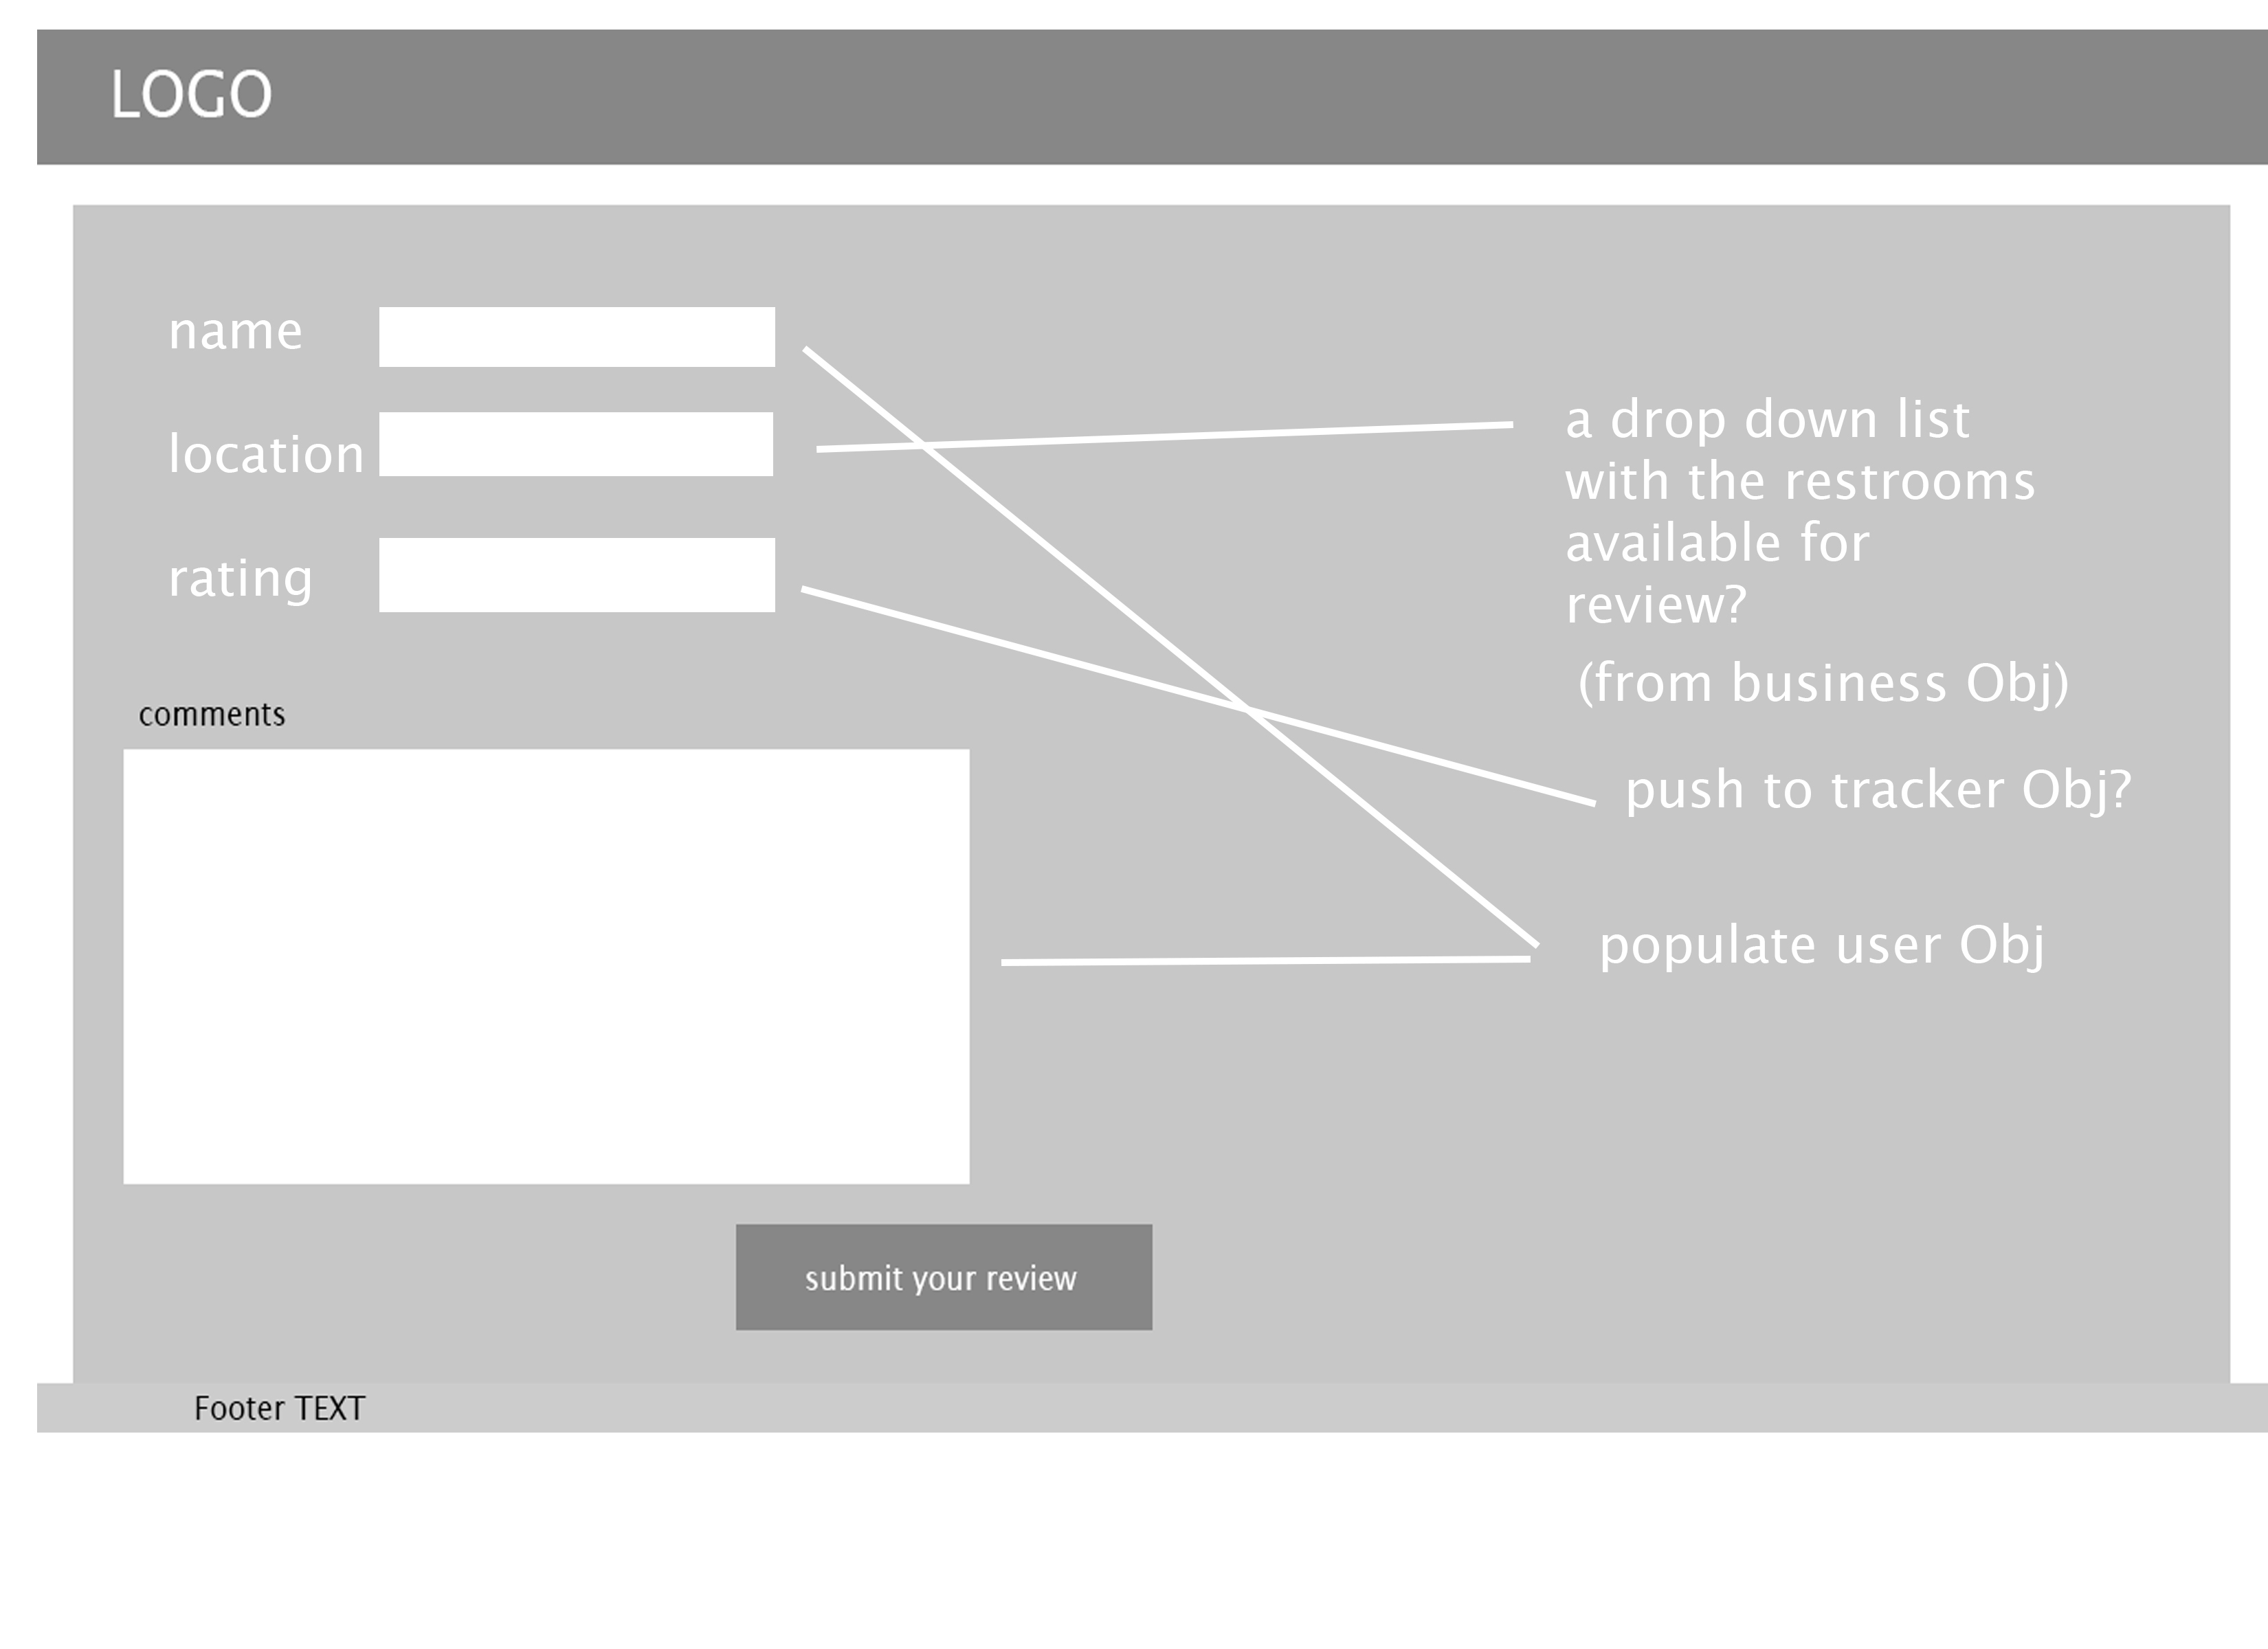 LOGO
name
location
rating
comments
a drop down list
with the restrooms
available for
review?
(from business Obj)
push to tracker Obj?
populate user Obj
submit your review
Footer TEXT